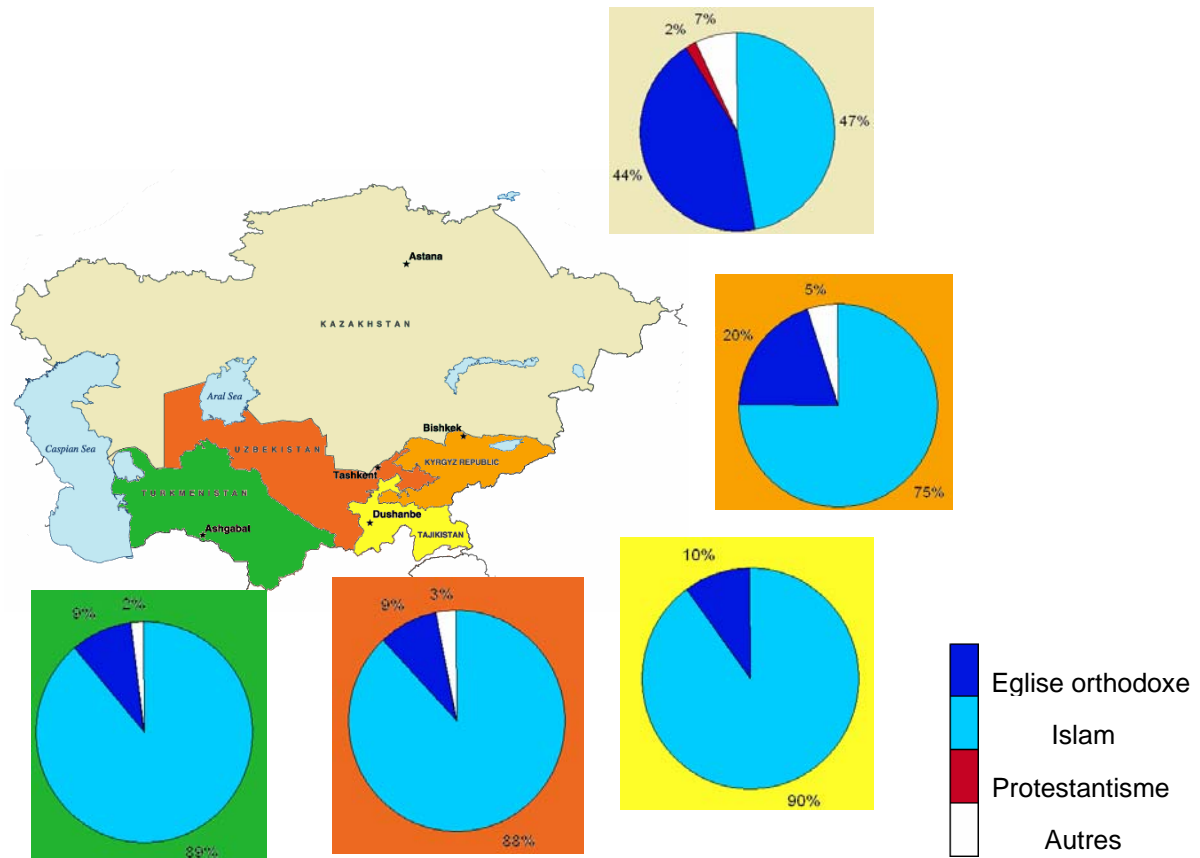 7%
2%
47%
44%
Astana
KAZAKHSTAN
5%
20%
75%
Aral Sea
Caspian Sea
UZBEKISTAN
Bishkek
KYRGYZ REPUBLIC
Tashkent
TURKMENISTAN
Dushanbe
Ashgabat
TAJIKISTAN
10%
90%
9%
2%
89%
9%
3%
88%
Eglise orthodoxe
Islam
Protestantisme
Autres